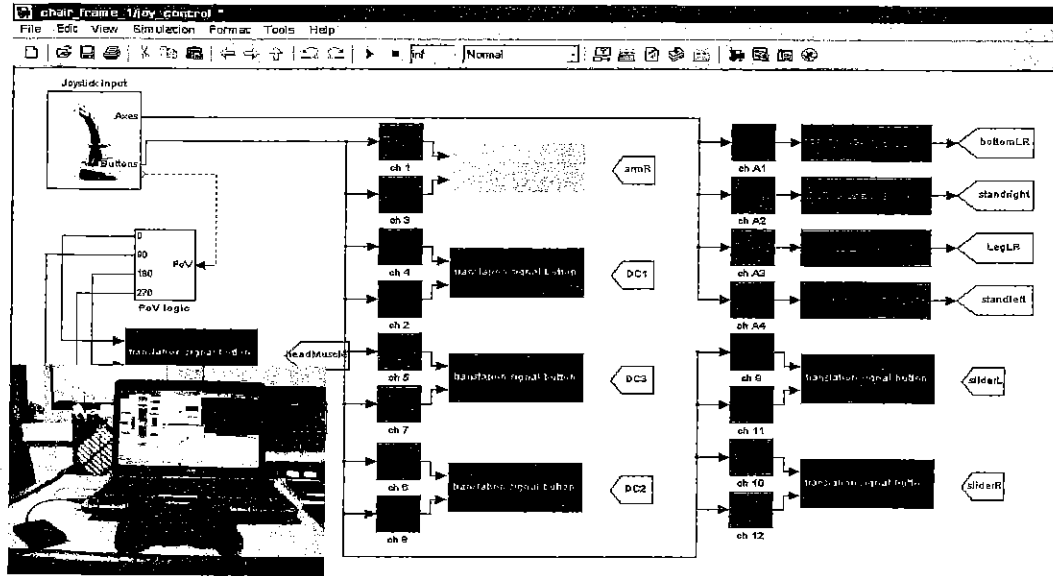 chair_frame_1/joy_control *
File Edit View Simulation Format Tools Help
inf Normal
Joystick Input
Axes
Buttons
0
90
180
270
PoV
PoV logic
translation signal button
headMuscle
ch 1
ch 3
armR
ch 4
ch 2
translation signal button
DC1
ch 5
ch 7
translation signal button
DC3
ch 6
ch 8
translation signal button
DC2
ch A1
bottomLR
ch A2
standright
ch A3
LegLR
ch A4
standleft
ch 9
ch 11
translation signal button
sliderL
ch 10
ch 12
translation signal button
sliderR